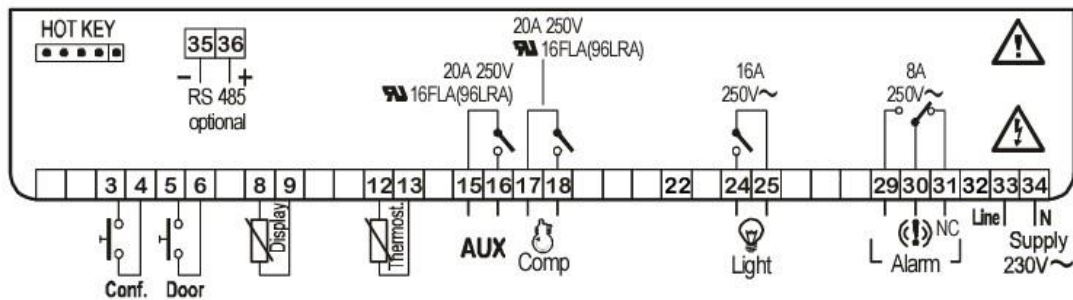 HOT KEY
35 36
- +
RS 485
optional
20A 250V
16FLA(96LRA)
20A 250V
16FLA(96LRA)
16A
250V~
8A
250V~
3 4 5 6 8 9 12 13 15 16 17 18 22 24 25 29 30 31 32 33 34
Conf. Door
Display
Thermost.
AUX
Comp
Light
Alarm
NC
Line
N
Supply
230V~